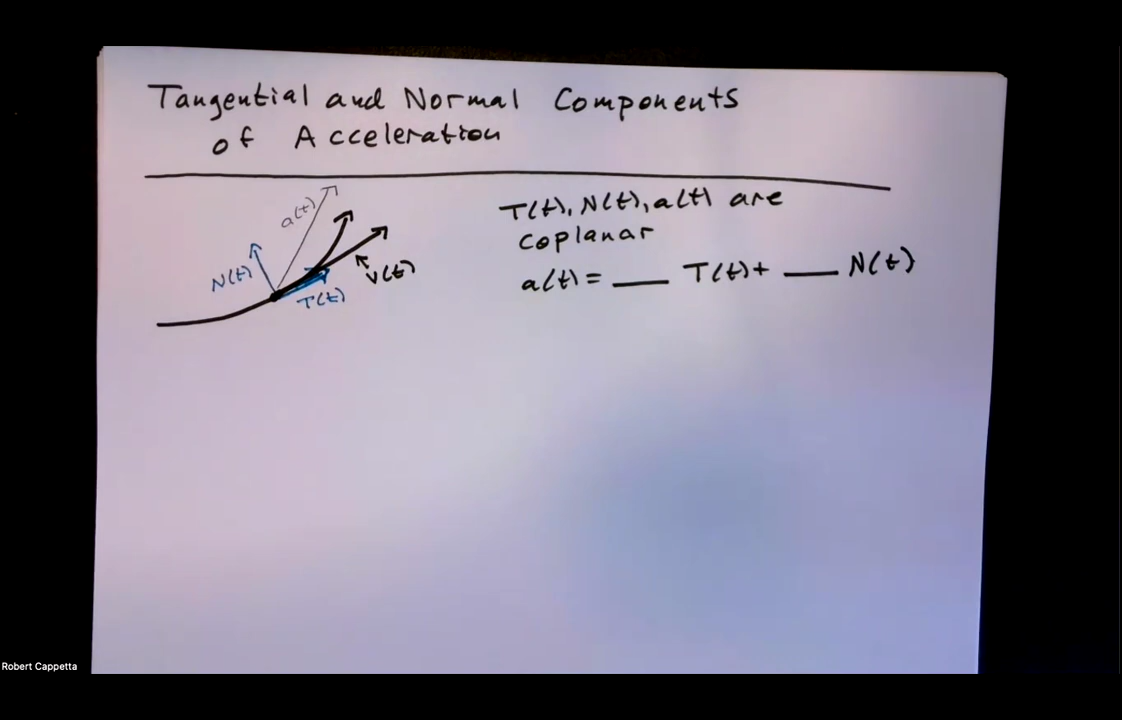 Tangential and Normal Components
of Acceleration
T(t), N(t), a(t) are
coplanar
a(t) = ___ T(t) + ___ N(t)
a(t)
N(t)
T(t)
v(t)
Robert Cappetta